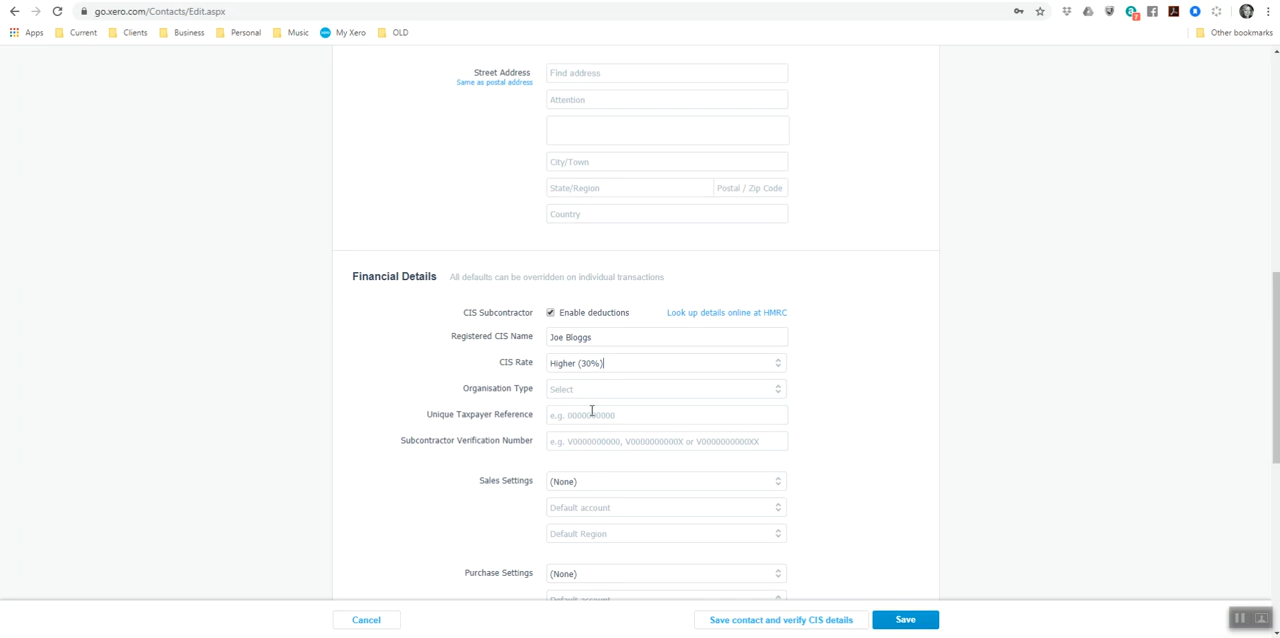 go.xero.com/Contacts/Edit.aspx
7
Apps Current Clients Business Personal Music My Xero OLD Other bookmarks
Street Address Find address
Same as postal address
Attention
City/Town
State/Region Postal / Zip Code
Country
Financial Details All defaults can be overridden on individual transactions
CIS Subcontractor Enable deductions Look up details online at HMRC
Registered CIS Name Joe Bloggs
CIS Rate Higher (30%)
Organisation Type Select
Unique Taxpayer Reference e.g. 0000000000
Subcontractor Verification Number e.g. V0000000000, V0000000000X or V0000000000XX
Sales Settings (None)
Default account
Default Region
Purchase Settings (None)
Default account
Cancel Save contact and verify CIS details Save